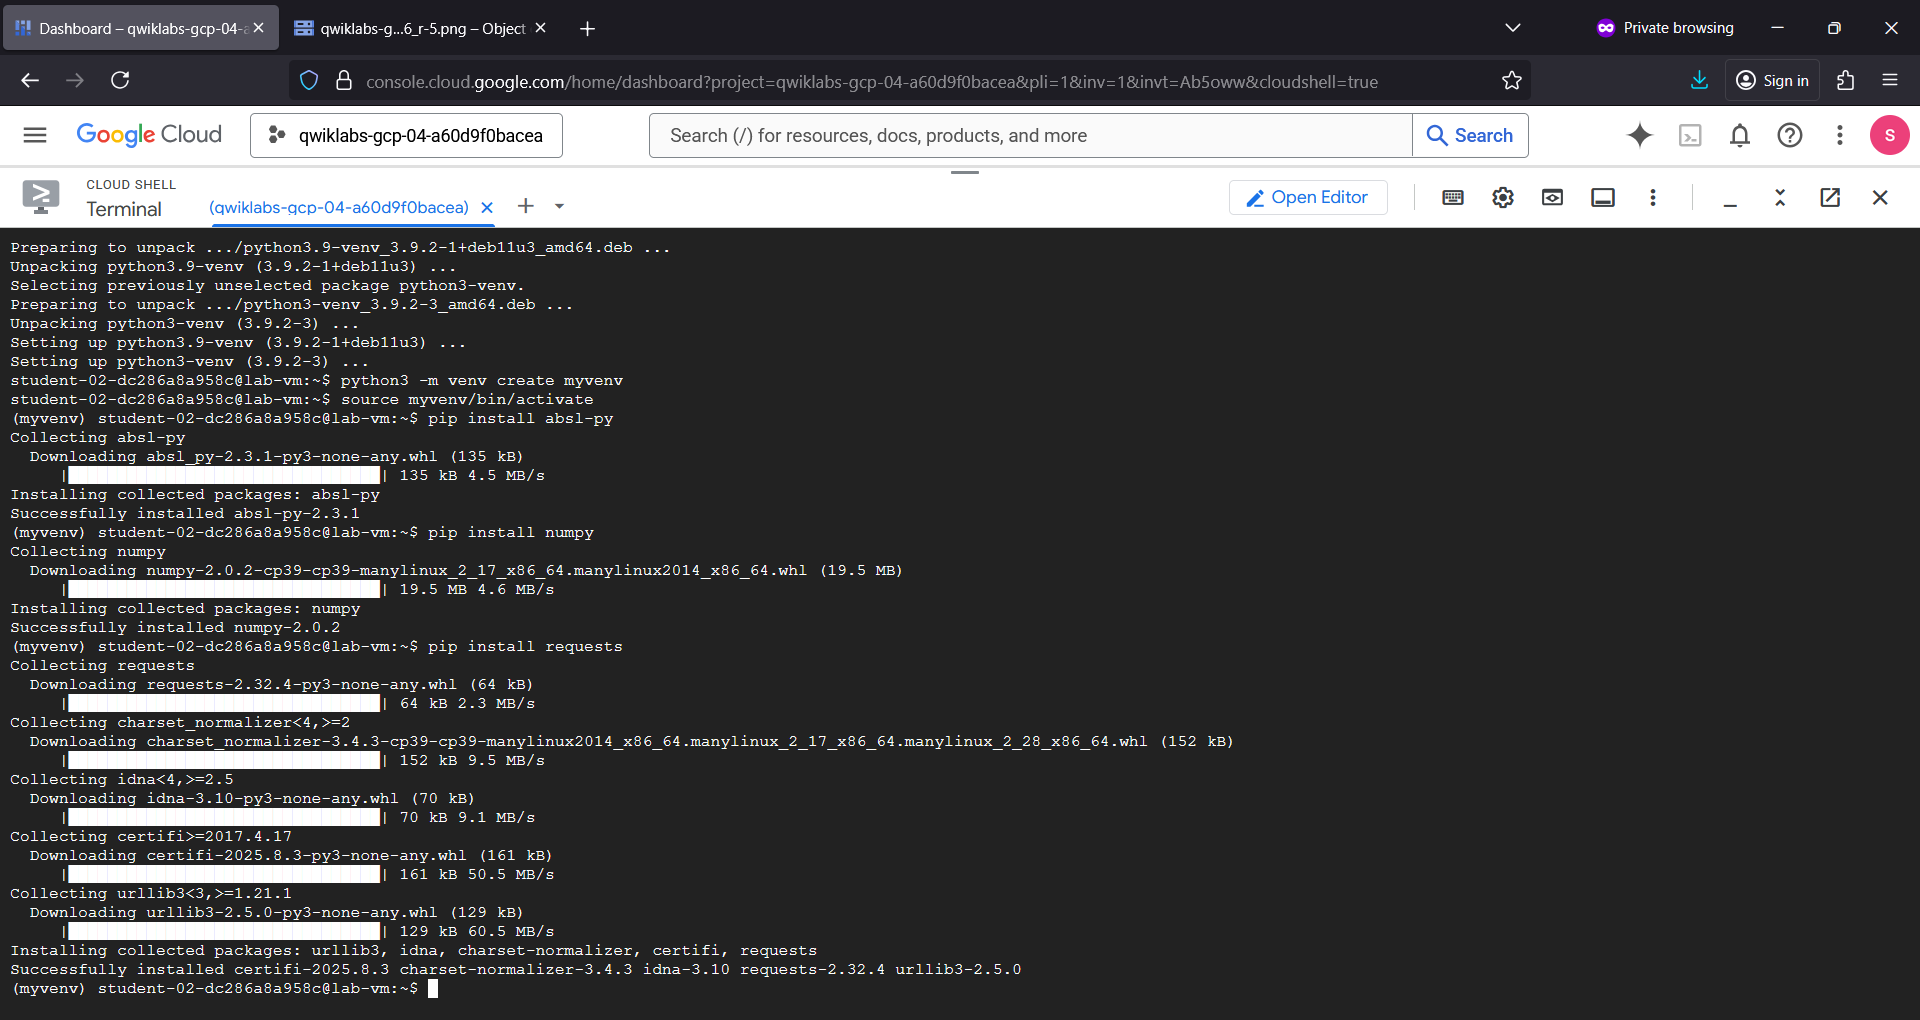 Dashboard – qwiklabs-gcp-04-a
qwiklabs-g...6_r-5.png – Object
Private browsing
console.cloud.google.com/home/dashboard?project=qwiklabs-gcp-04-a60d9f0bacea&pli=1&inv=1&invt=Ab5oww&cloudshell=true
Sign in
Google Cloud
qwiklabs-gcp-04-a60d9f0bacea
Search (/) for resources, docs, products, and more
Search
S
CLOUD SHELL
Terminal
(qwiklabs-gcp-04-a60d9f0bacea)
Open Editor
Preparing to unpack .../python3.9-venv_3.9.2-1+deb11u3_amd64.deb ...
Unpacking python3.9-venv (3.9.2-1+deb11u3) ...
Selecting previously unselected package python3-venv.
Preparing to unpack .../python3-venv_3.9.2-3_amd64.deb ...
Unpacking python3-venv (3.9.2-3) ...
Setting up python3.9-venv (3.9.2-1+deb11u3) ...
Setting up python3-venv (3.9.2-3) ...
student-02-dc286a8a958c@lab-vm:~$ python3 -m venv create myvenv
student-02-dc286a8a958c@lab-vm:~$ source myvenv/bin/activate
(myvenv) student-02-dc286a8a958c@lab-vm:~$ pip install absl-py
Collecting absl-py
  Downloading absl_py-2.3.1-py3-none-any.whl (135 kB)
     |████████████████████████████████| 135 kB 4.5 MB/s
Installing collected packages: absl-py
Successfully installed absl-py-2.3.1
(myvenv) student-02-dc286a8a958c@lab-vm:~$ pip install numpy
Collecting numpy
  Downloading numpy-2.0.2-cp39-cp39-manylinux_2_17_x86_64.manylinux2014_x86_64.whl (19.5 MB)
     |████████████████████████████████| 19.5 MB 4.6 MB/s
Installing collected packages: numpy
Successfully installed numpy-2.0.2
(myvenv) student-02-dc286a8a958c@lab-vm:~$ pip install requests
Collecting requests
  Downloading requests-2.32.4-py3-none-any.whl (64 kB)
     |████████████████████████████████| 64 kB 2.3 MB/s
Collecting charset_normalizer<4,>=2
  Downloading charset_normalizer-3.4.3-cp39-cp39-manylinux2014_x86_64.manylinux_2_17_x86_64.manylinux_2_28_x86_64.whl (152 kB)
     |████████████████████████████████| 152 kB 9.5 MB/s
Collecting idna<4,>=2.5
  Downloading idna-3.10-py3-none-any.whl (70 kB)
     |████████████████████████████████| 70 kB 9.1 MB/s
Collecting certifi>=2017.4.17
  Downloading certifi-2025.8.3-py3-none-any.whl (161 kB)
     |████████████████████████████████| 161 kB 50.5 MB/s
Collecting urllib3<3,>=1.21.1
  Downloading urllib3-2.5.0-py3-none-any.whl (129 kB)
     |████████████████████████████████| 129 kB 60.5 MB/s
Installing collected packages: urllib3, idna, charset-normalizer, certifi, requests
Successfully installed certifi-2025.8.3 charset-normalizer-3.4.3 idna-3.10 requests-2.32.4 urllib3-2.5.0
(myvenv) student-02-dc286a8a958c@lab-vm:~$